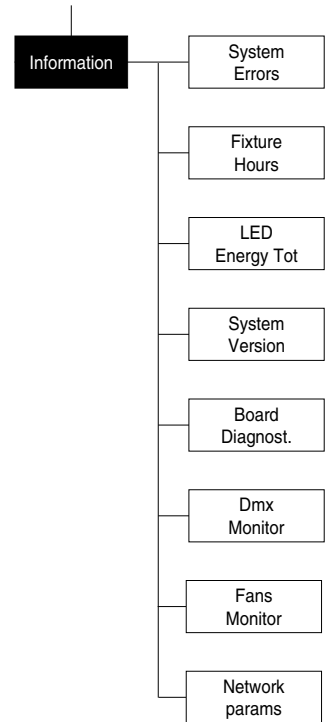 Information
System
Errors
Fixture
Hours
LED
Energy Tot
System
Version
Board
Diagnost.
Dmx
Monitor
Fans
Monitor
Network
params